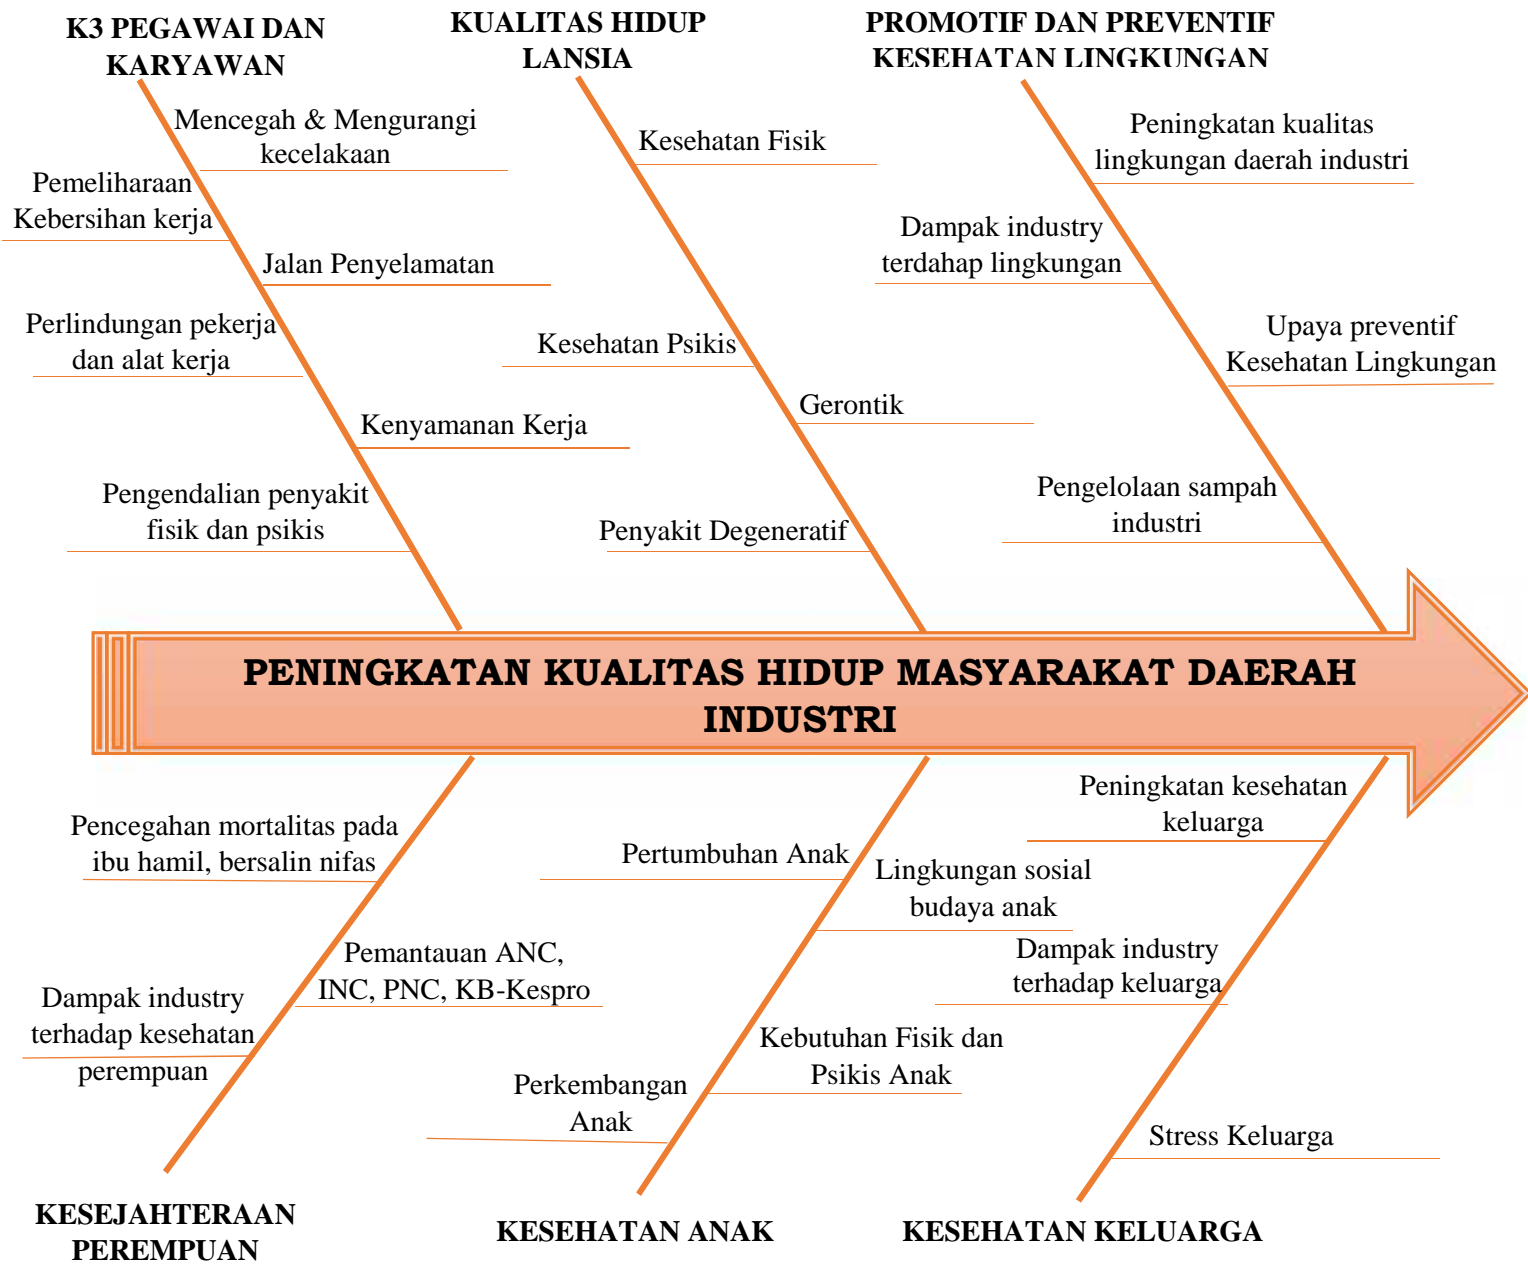 K3 PEGAWAI DAN
KARYAWAN
KUALITAS HIDUP
LANSIA
PROMOTIF DAN PREVENTIF
KESEHATAN LINGKUNGAN
Mencegah & Mengurangi
kecelakaan
Pemeliharaan
Kebersihan kerja
Jalan Penyelamatan
Perlindungan pekerja
dan alat kerja
Kenyamanan Kerja
Pengendalian penyakit
fisik dan psikis
Kesehatan Fisik
Kesehatan Psikis
Gerontik
Penyakit Degeneratif
Peningkatan kualitas
lingkungan daerah industri
Dampak industry
terdahap lingkungan
Upaya preventif
Kesehatan Lingkungan
Pengelolaan sampah
industri
PENINGKATAN KUALITAS HIDUP MASYARAKAT DAERAH
INDUSTRI
Pencegahan mortalitas pada
ibu hamil, bersalin nifas
Pemantauan ANC,
INC, PNC, KB-Kespro
Dampak industry
terhadap kesehatan
perempuan
Pertumbuhan Anak
Lingkungan sosial
budaya anak
Kebutuhan Fisik dan
Psikis Anak
Perkembangan
Anak
Peningkatan kesehatan
keluarga
Dampak industry
terhadap keluarga
Stress Keluarga
KESEJAHTERAAN
PEREMPUAN
KESEHATAN ANAK
KESEHATAN KELUARGA